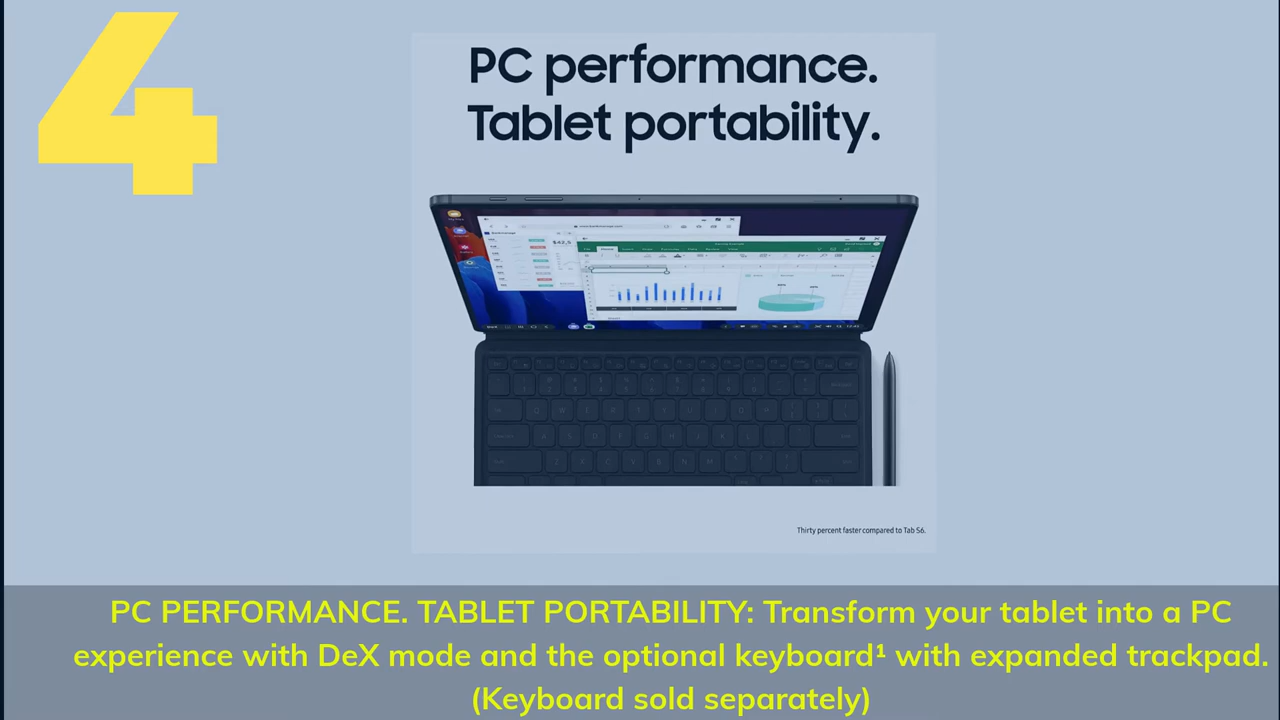 4
PC performance.
Tablet portability.
Thirty percent faster compared to Tab S6.
PC PERFORMANCE. TABLET PORTABILITY: Transform your tablet into a PC
experience with DeX mode and the optional keyboard¹ with expanded trackpad.
(Keyboard sold separately)